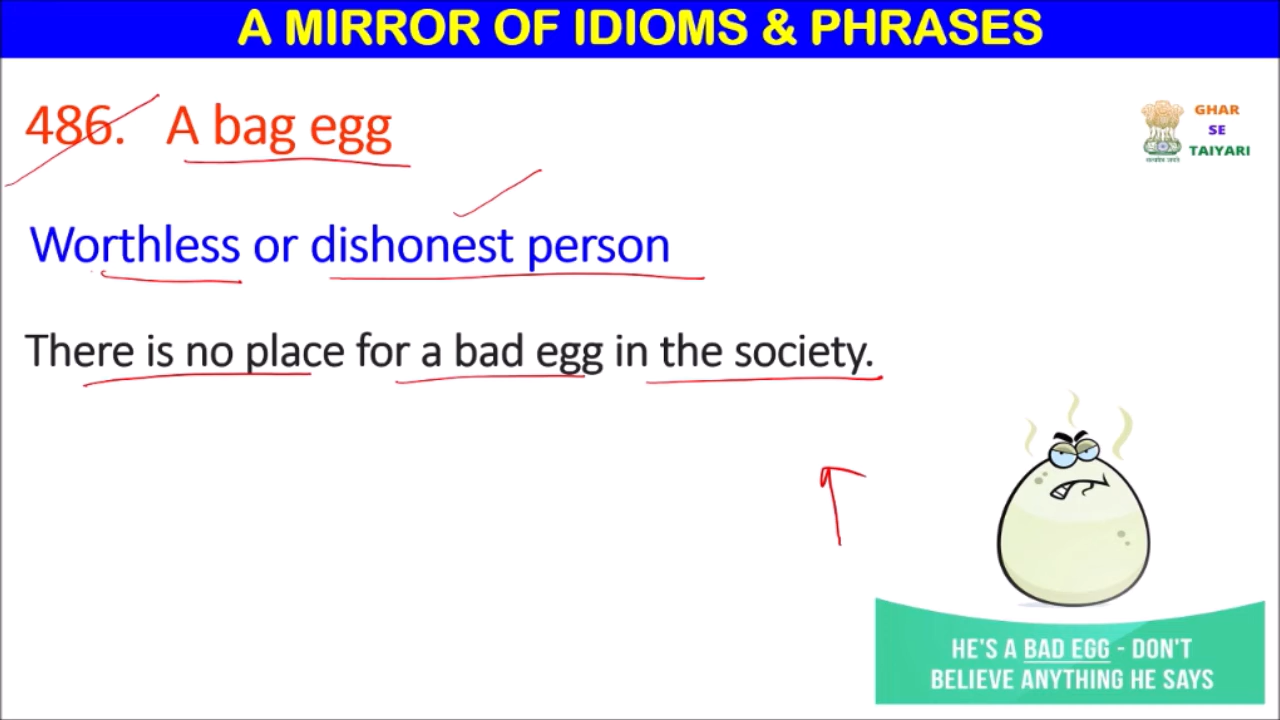 A MIRROR OF IDIOMS & PHRASES
486. A bag egg
GHAR
SE
TAIYARI
Worthless or dishonest person
There is no place for a bad egg in the society.
HE'S A BAD EGG - DON'T
BELIEVE ANYTHING HE SAYS